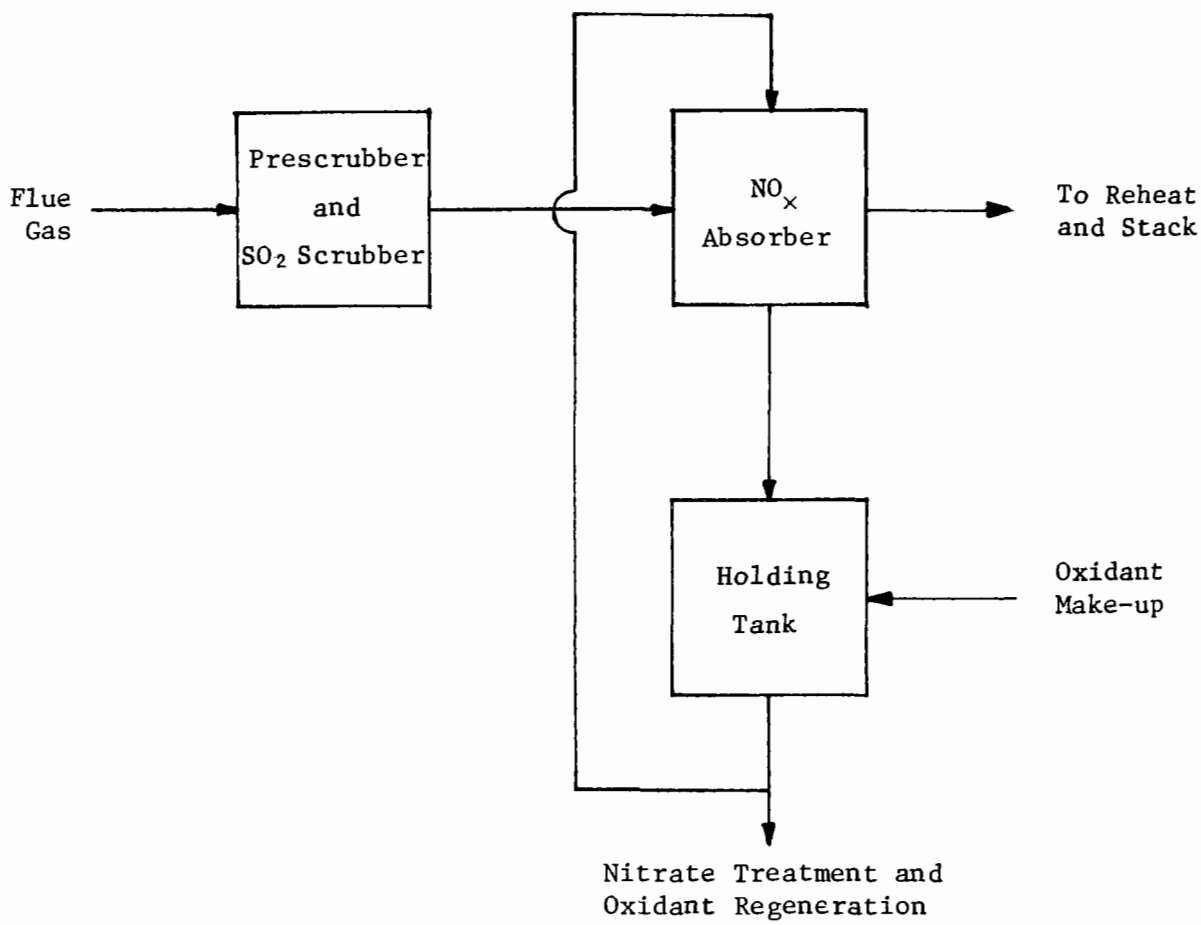 Flue
Gas
Prescrubber
and
SO₂ Scrubber
NOₓ
Absorber
To Reheat
and Stack
Holding
Tank
Oxidant
Make-up
Nitrate Treatment and
Oxidant Regeneration